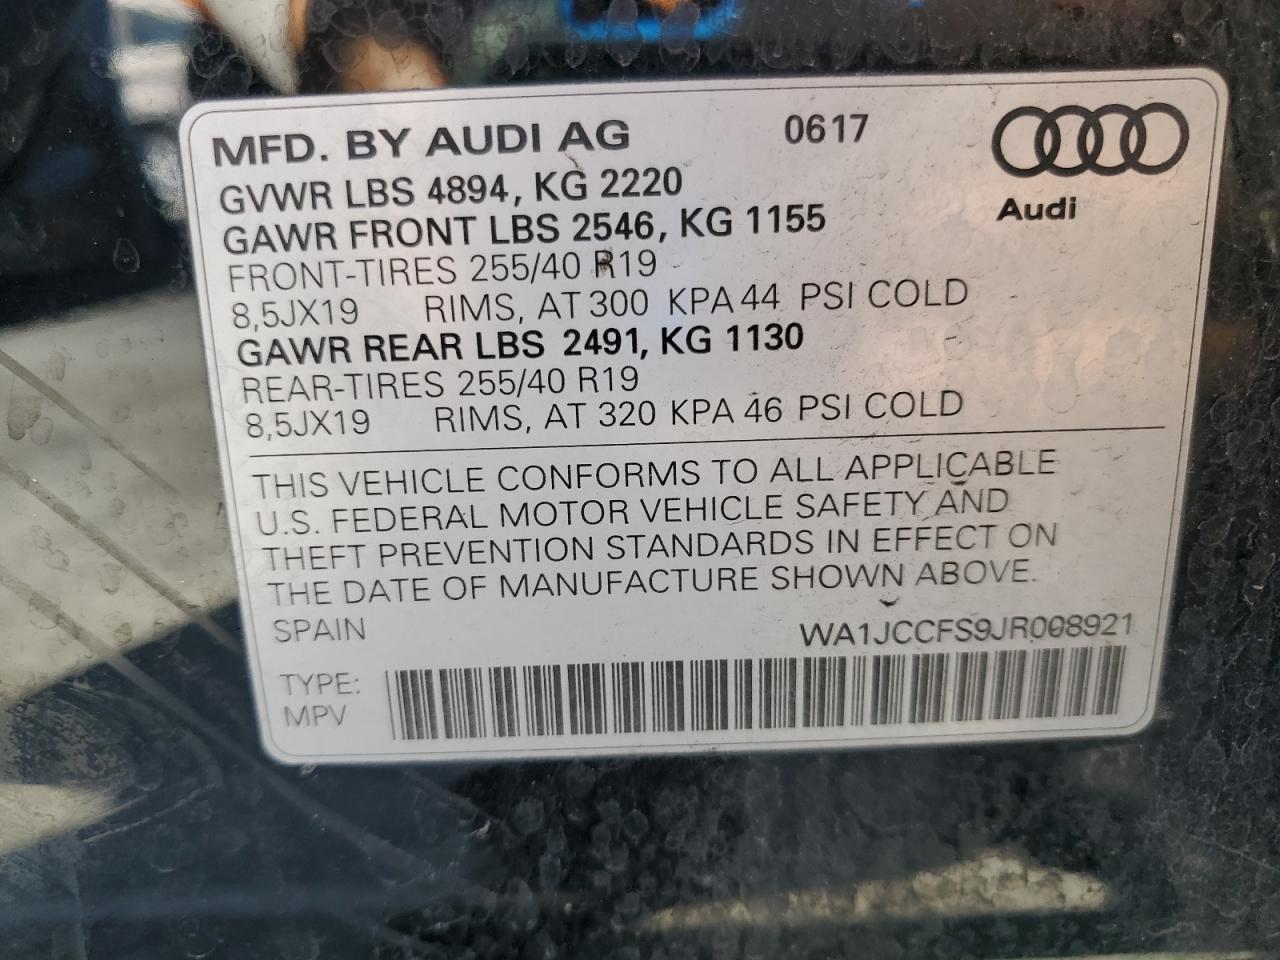 MFD. BY AUDI AG 0617
Audi
GVWR LBS 4894, KG 2220
GAWR FRONT LBS 2546, KG 1155
FRONT-TIRES 255/40 R19
8,5JX19 RIMS, AT 300 KPA 44 PSI COLD
GAWR REAR LBS 2491, KG 1130
REAR-TIRES 255/40 R19
8,5JX19 RIMS, AT 320 KPA 46 PSI COLD
THIS VEHICLE CONFORMS TO ALL APPLICABLE
U.S. FEDERAL MOTOR VEHICLE SAFETY AND
THEFT PREVENTION STANDARDS IN EFFECT ON
THE DATE OF MANUFACTURE SHOWN ABOVE.
SPAIN WA1JCCFS9JR008921
TYPE:
MPV